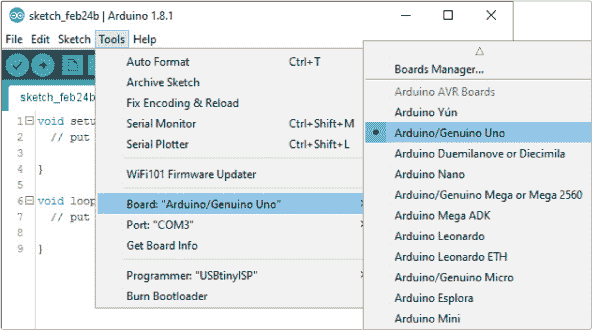 sketch_feb24b | Arduino 1.8.1
File Edit Sketch Tools Help
sketch_feb24b
1 void setu
2 // put
3
4 }
5
6 void loop
7 // put
8
9 }
Auto Format Ctrl+T
Archive Sketch
Fix Encoding & Reload
Serial Monitor Ctrl+Shift+M
Serial Plotter Ctrl+Shift+L
WiFi101 Firmware Updater
Board: "Arduino/Genuino Uno"
Port: "COM3"
Get Board Info
Programmer: "USBtinyISP"
Burn Bootloader
Boards Manager...
Arduino AVR Boards
Arduino Yún
Arduino/Genuino Uno
Arduino Duemilanove or Diecimila
Arduino Nano
Arduino/Genuino Mega or Mega 2560
Arduino Mega ADK
Arduino Leonardo
Arduino Leonardo ETH
Arduino/Genuino Micro
Arduino Esplora
Arduino Mini